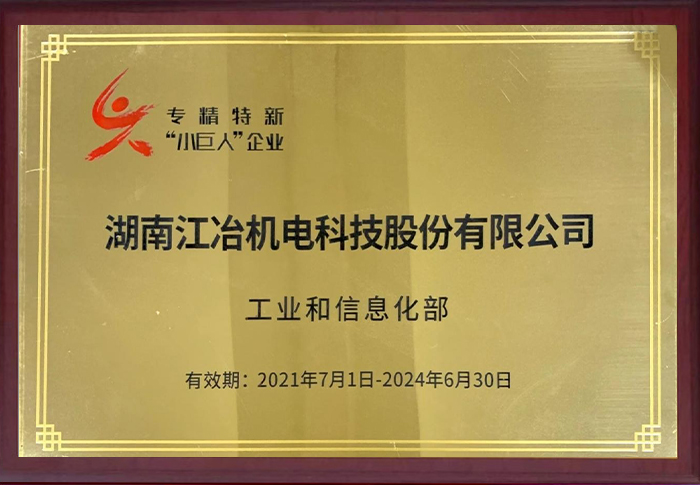 专精特新
“小巨人”企业
湖南江冶机电科技股份有限公司
工业和信息化部
有效期：2021年7月1日-2024年6月30日